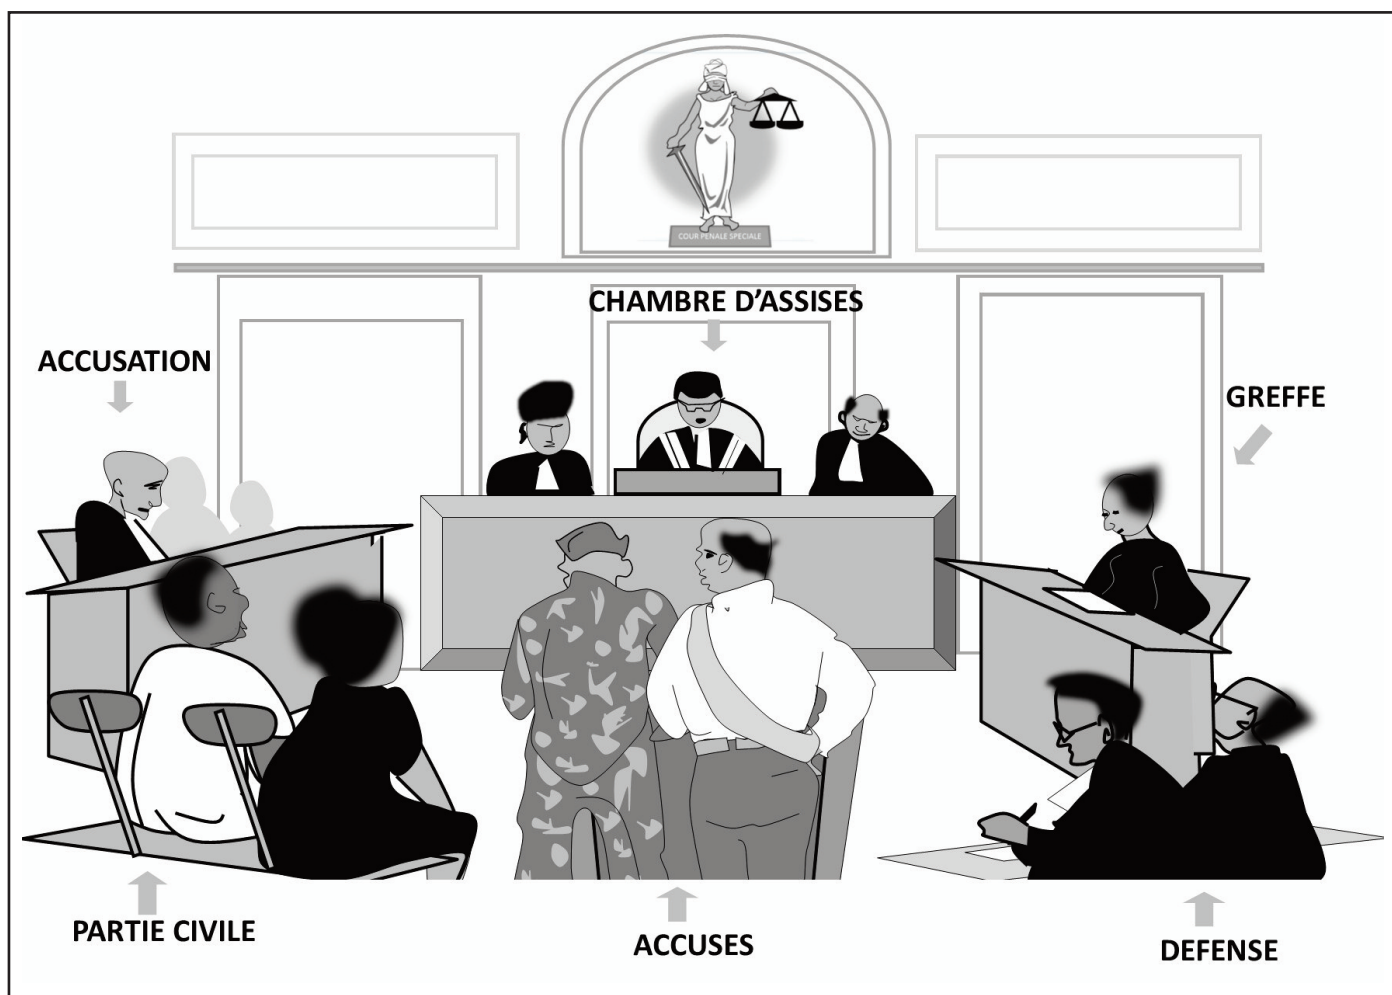 COUR PENALE SPECIALE
CHAMBRE D'ASSISES
ACCUSATION
GREFFE
PARTIE CIVILE
ACCUSES
DEFENSE